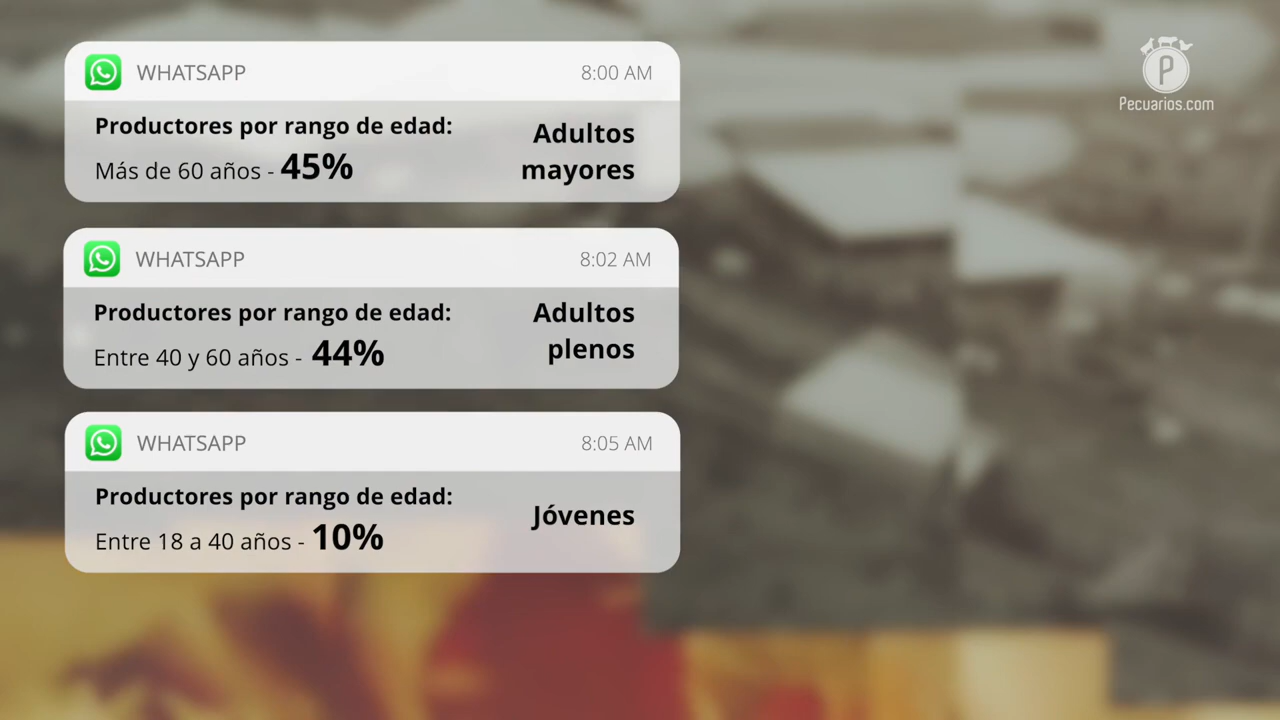 WHATSAPP 8:00 AM
Productores por rango de edad:
Más de 60 años - 45%
Adultos
mayores
WHATSAPP 8:02 AM
Productores por rango de edad:
Entre 40 y 60 años - 44%
Adultos
plenos
WHATSAPP 8:05 AM
Productores por rango de edad:
Entre 18 a 40 años - 10%
Jóvenes
P
Pecuarios.com